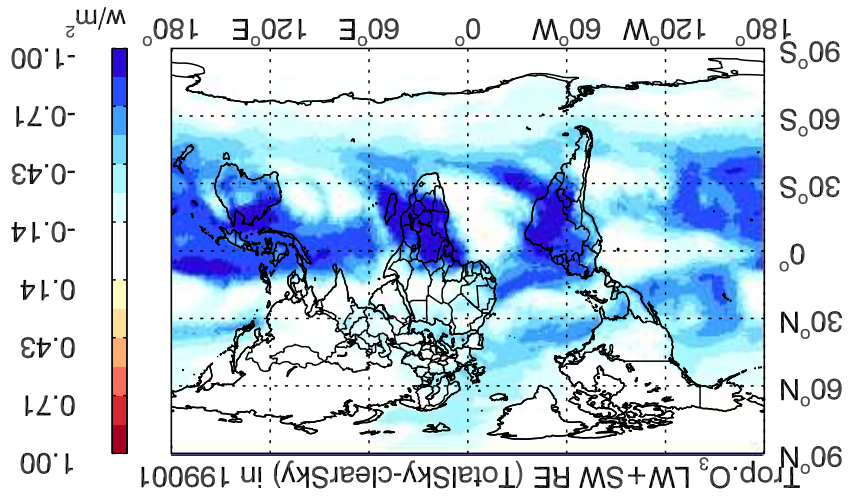 Trop.O₃ LW+SW RE (TotalSky-clearSky) in 199001
90°N
60°N
30°N
0°
30°S
60°S
90°S
180° 120°W 60°W 0° 60°E 120°E 180°
1.00
0.71
0.43
0.14
-0.14
-0.43
-0.71
-1.00
w/m²